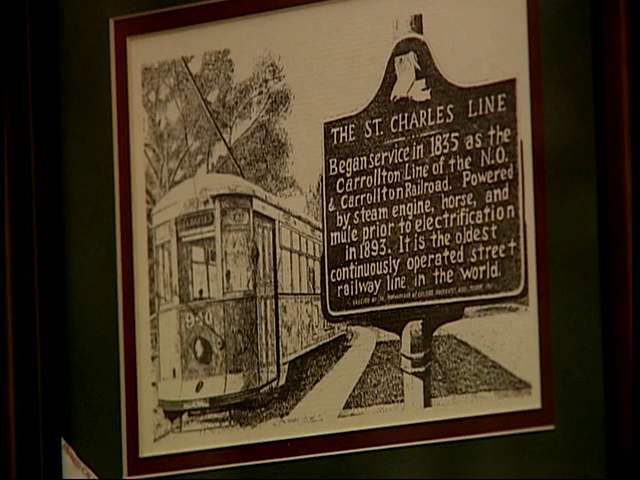 THE ST. CHARLES LINE
Began service in 1835 as the
Carrollton Line of the N.O.
& Carrollton Railroad. Powered
by steam engine, horse, and
mule prior to electrification
in 1893. It is the oldest
continuously operated street
railway line in the world.